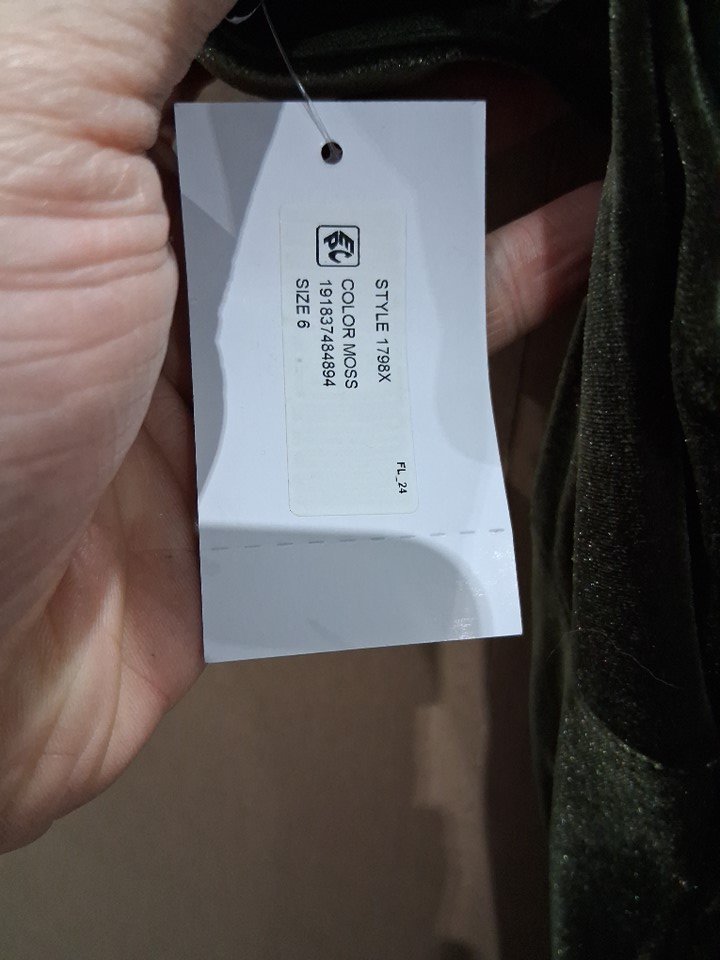 STYLE 1798X
COLOR MOSS
191837484894
SIZE 6
FL_24